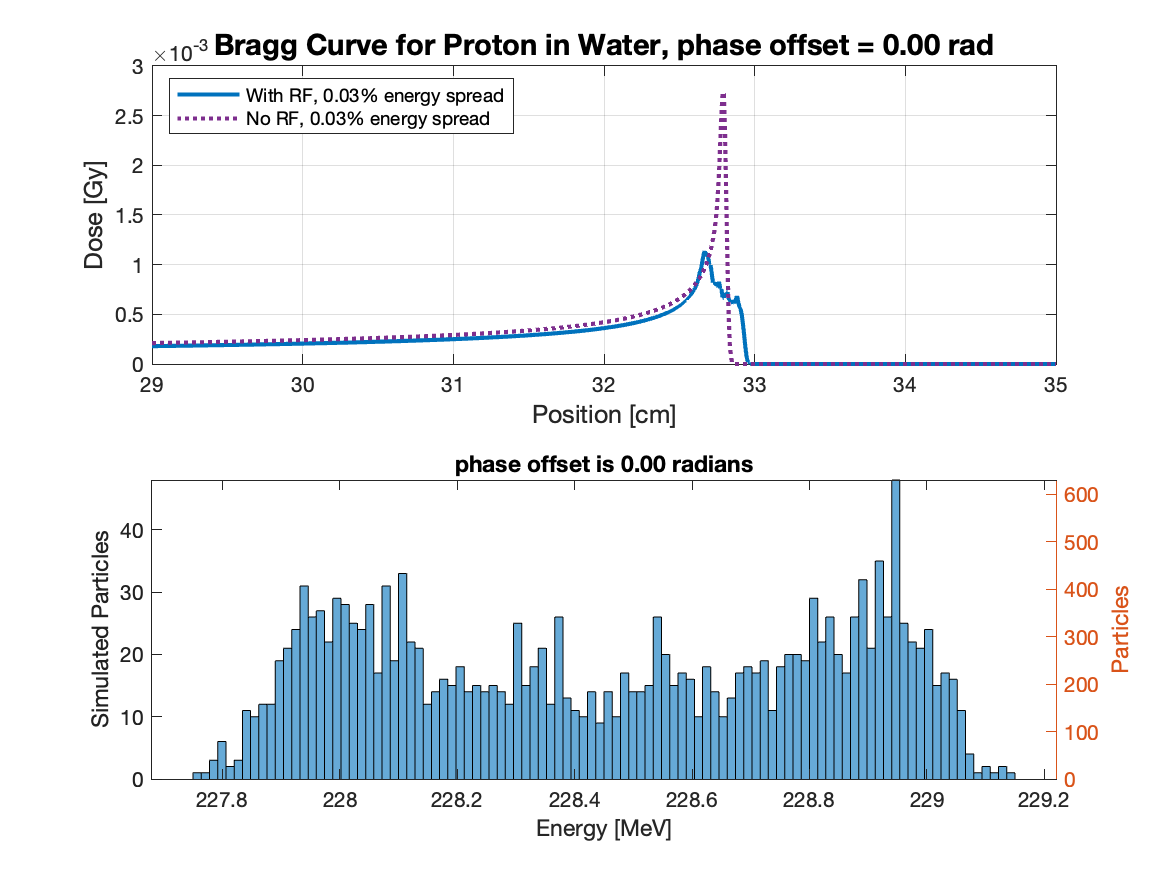 ×10-3 Bragg Curve for Proton in Water, phase offset = 0.00 rad
3
2.5
2
1.5
1
0.5
0
Dose [Gy]
With RF, 0.03% energy spread
No RF, 0.03% energy spread
29 30 31 32 33 34 35
Position [cm]
phase offset is 0.00 radians
40
30
20
10
0
Simulated Particles
600
500
400
300
200
100
0
Particles
227.8 228 228.2 228.4 228.6 228.8 229 229.2
Energy [MeV]